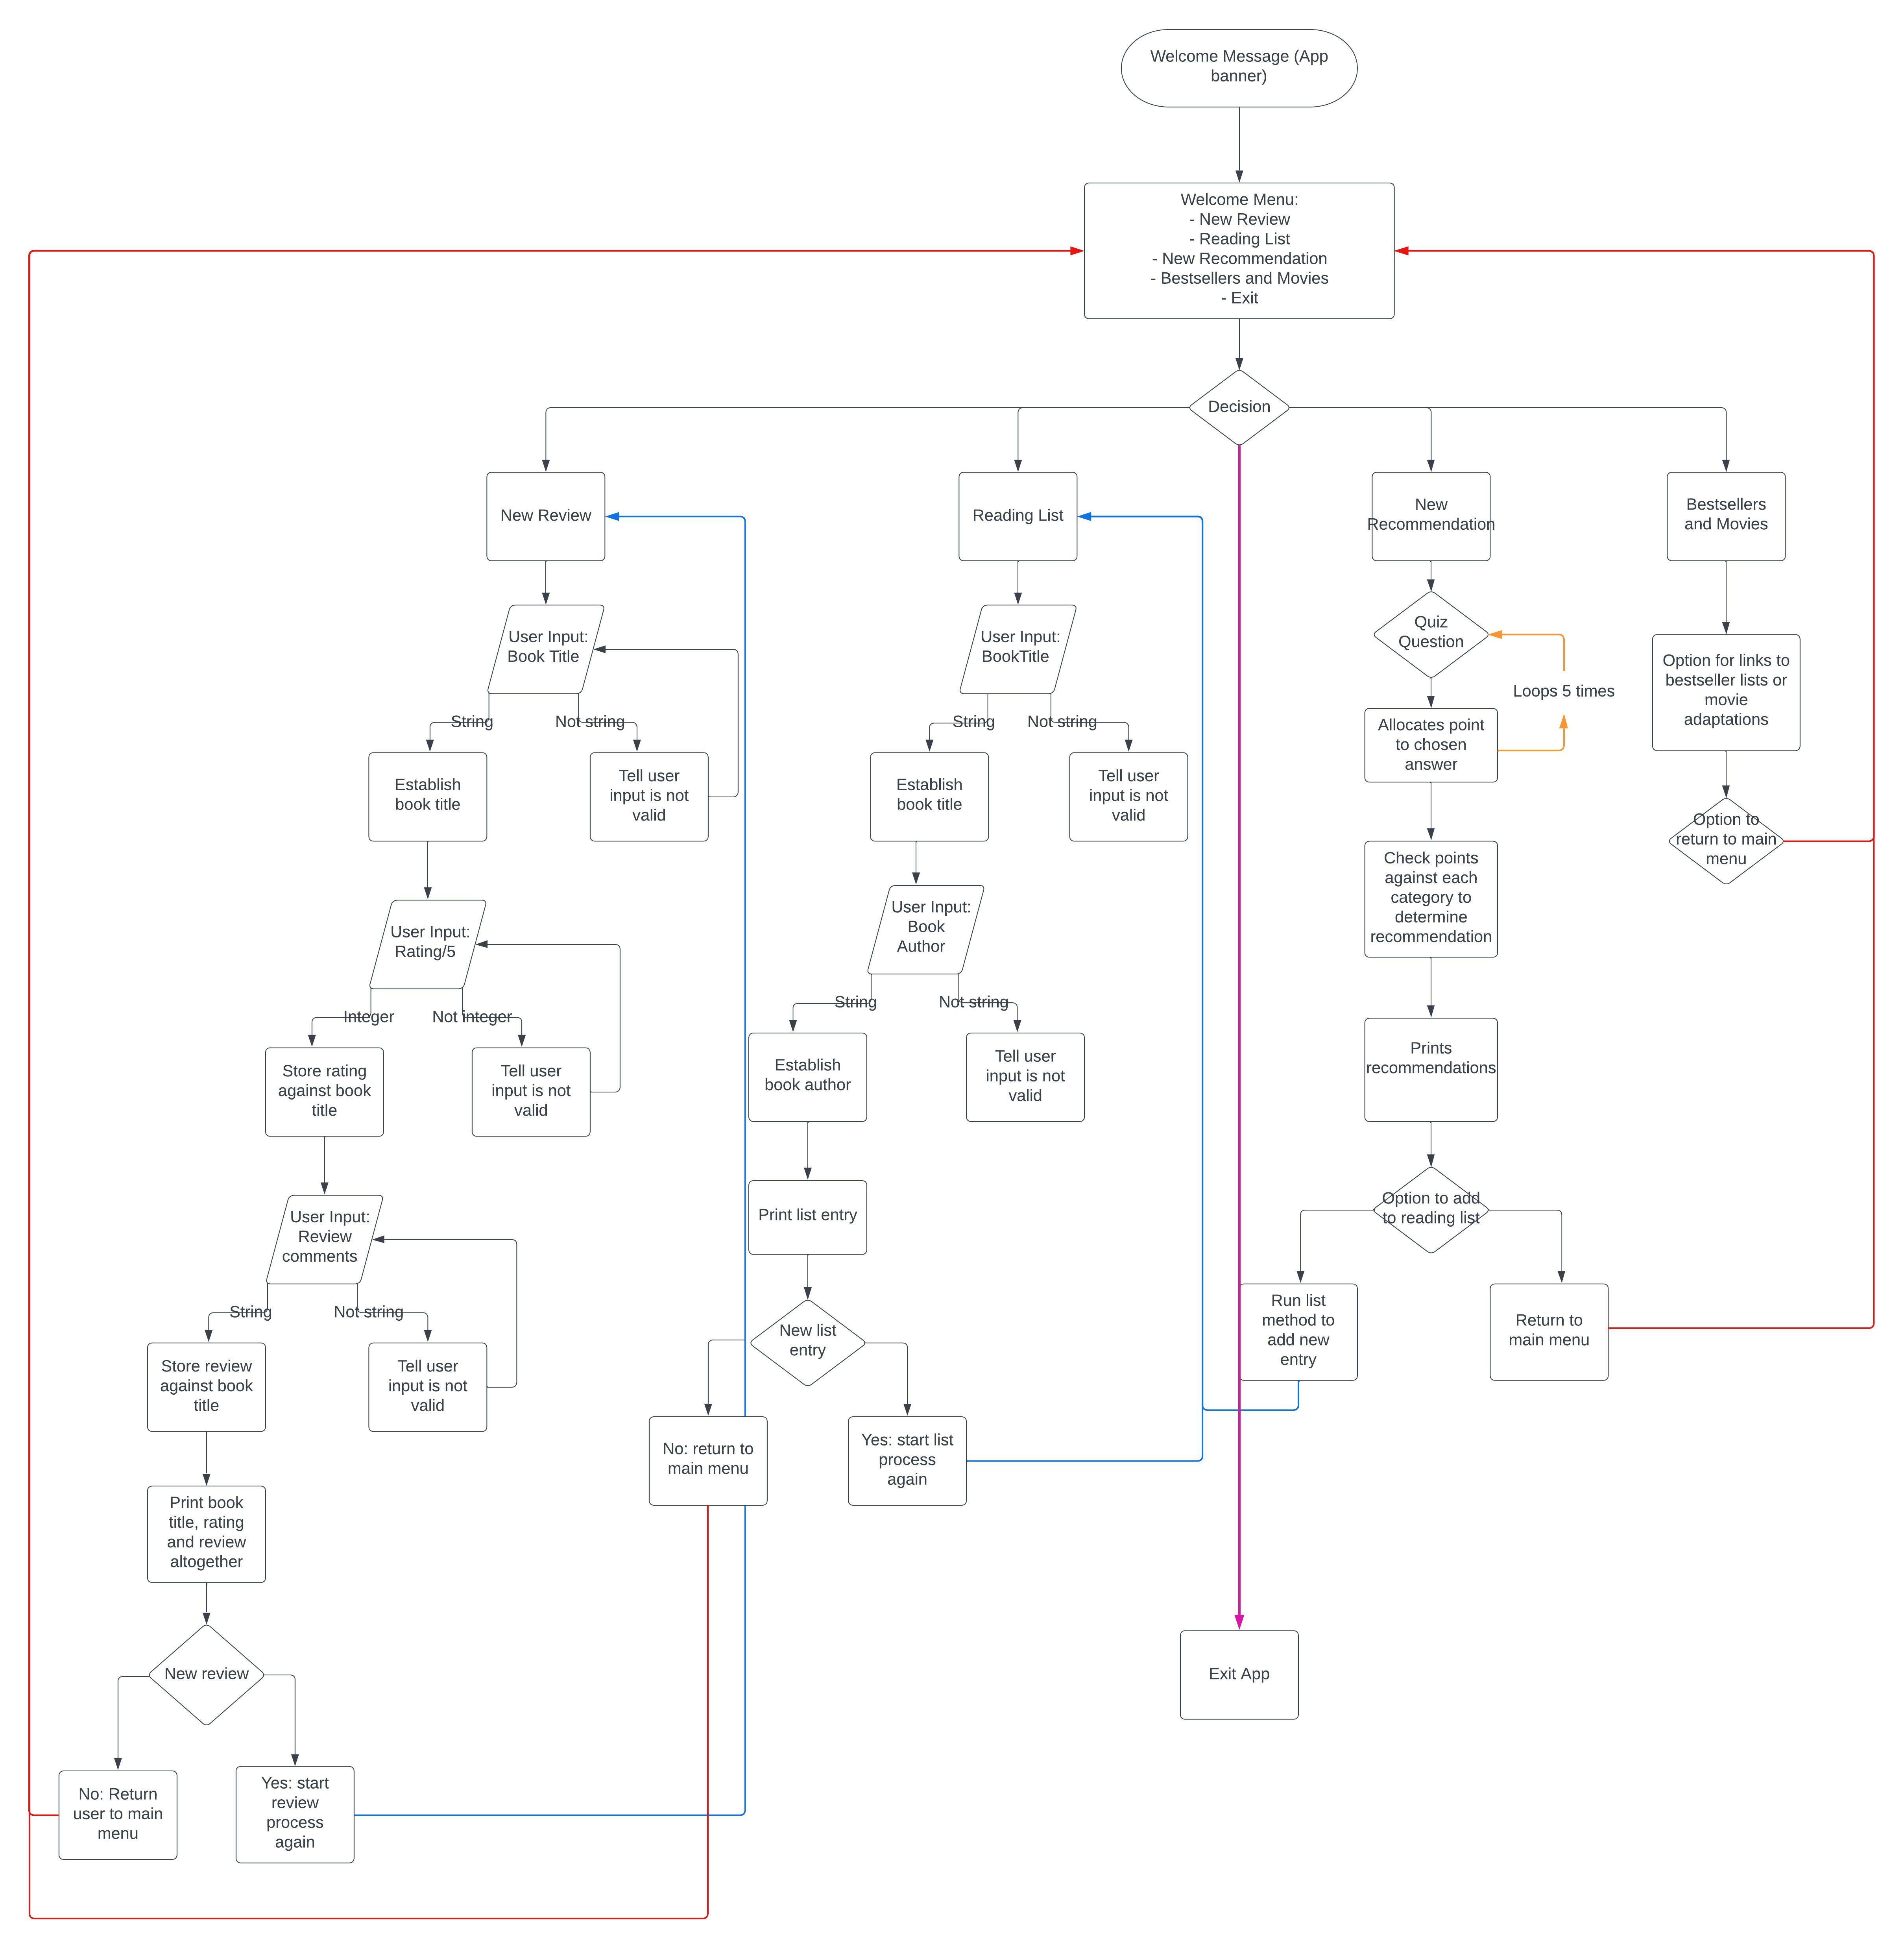 Welcome Message (App
banner)
Welcome Menu:
- New Review
- Reading List
- New Recommendation
- Bestsellers and Movies
- Exit
Decision
New Review
Reading List
New
Recommendation
Bestsellers
and Movies
User Input:
Book Title
String
Not string
Establish
book title
Tell user
input is not
valid
User Input:
Rating/5
Integer
Not integer
Store rating
against book
title
Tell user
input is not
valid
User Input:
Review
comments
String
Not string
Store review
against book
title
Tell user
input is not
valid
Print book
title, rating
and review
altogether
New review
No: Return
user to main
menu
Yes: start
review
process
again
User Input:
BookTitle
String
Not string
Establish
book title
Tell user
input is not
valid
User Input:
Book
Author
String
Not string
Establish
book author
Tell user
input is not
valid
Print list entry
New list
entry
No: return to
main menu
Yes: start list
process
again
Exit App
Quiz
Question
Loops 5 times
Allocates point
to chosen
answer
Check points
against each
category to
determine
recommendation
Prints
recommendations
Option to add
to reading list
Run list
method to
add new
entry
Return to
main menu
Option for links to
bestseller lists or
movie
adaptations
Option to
return to main
menu